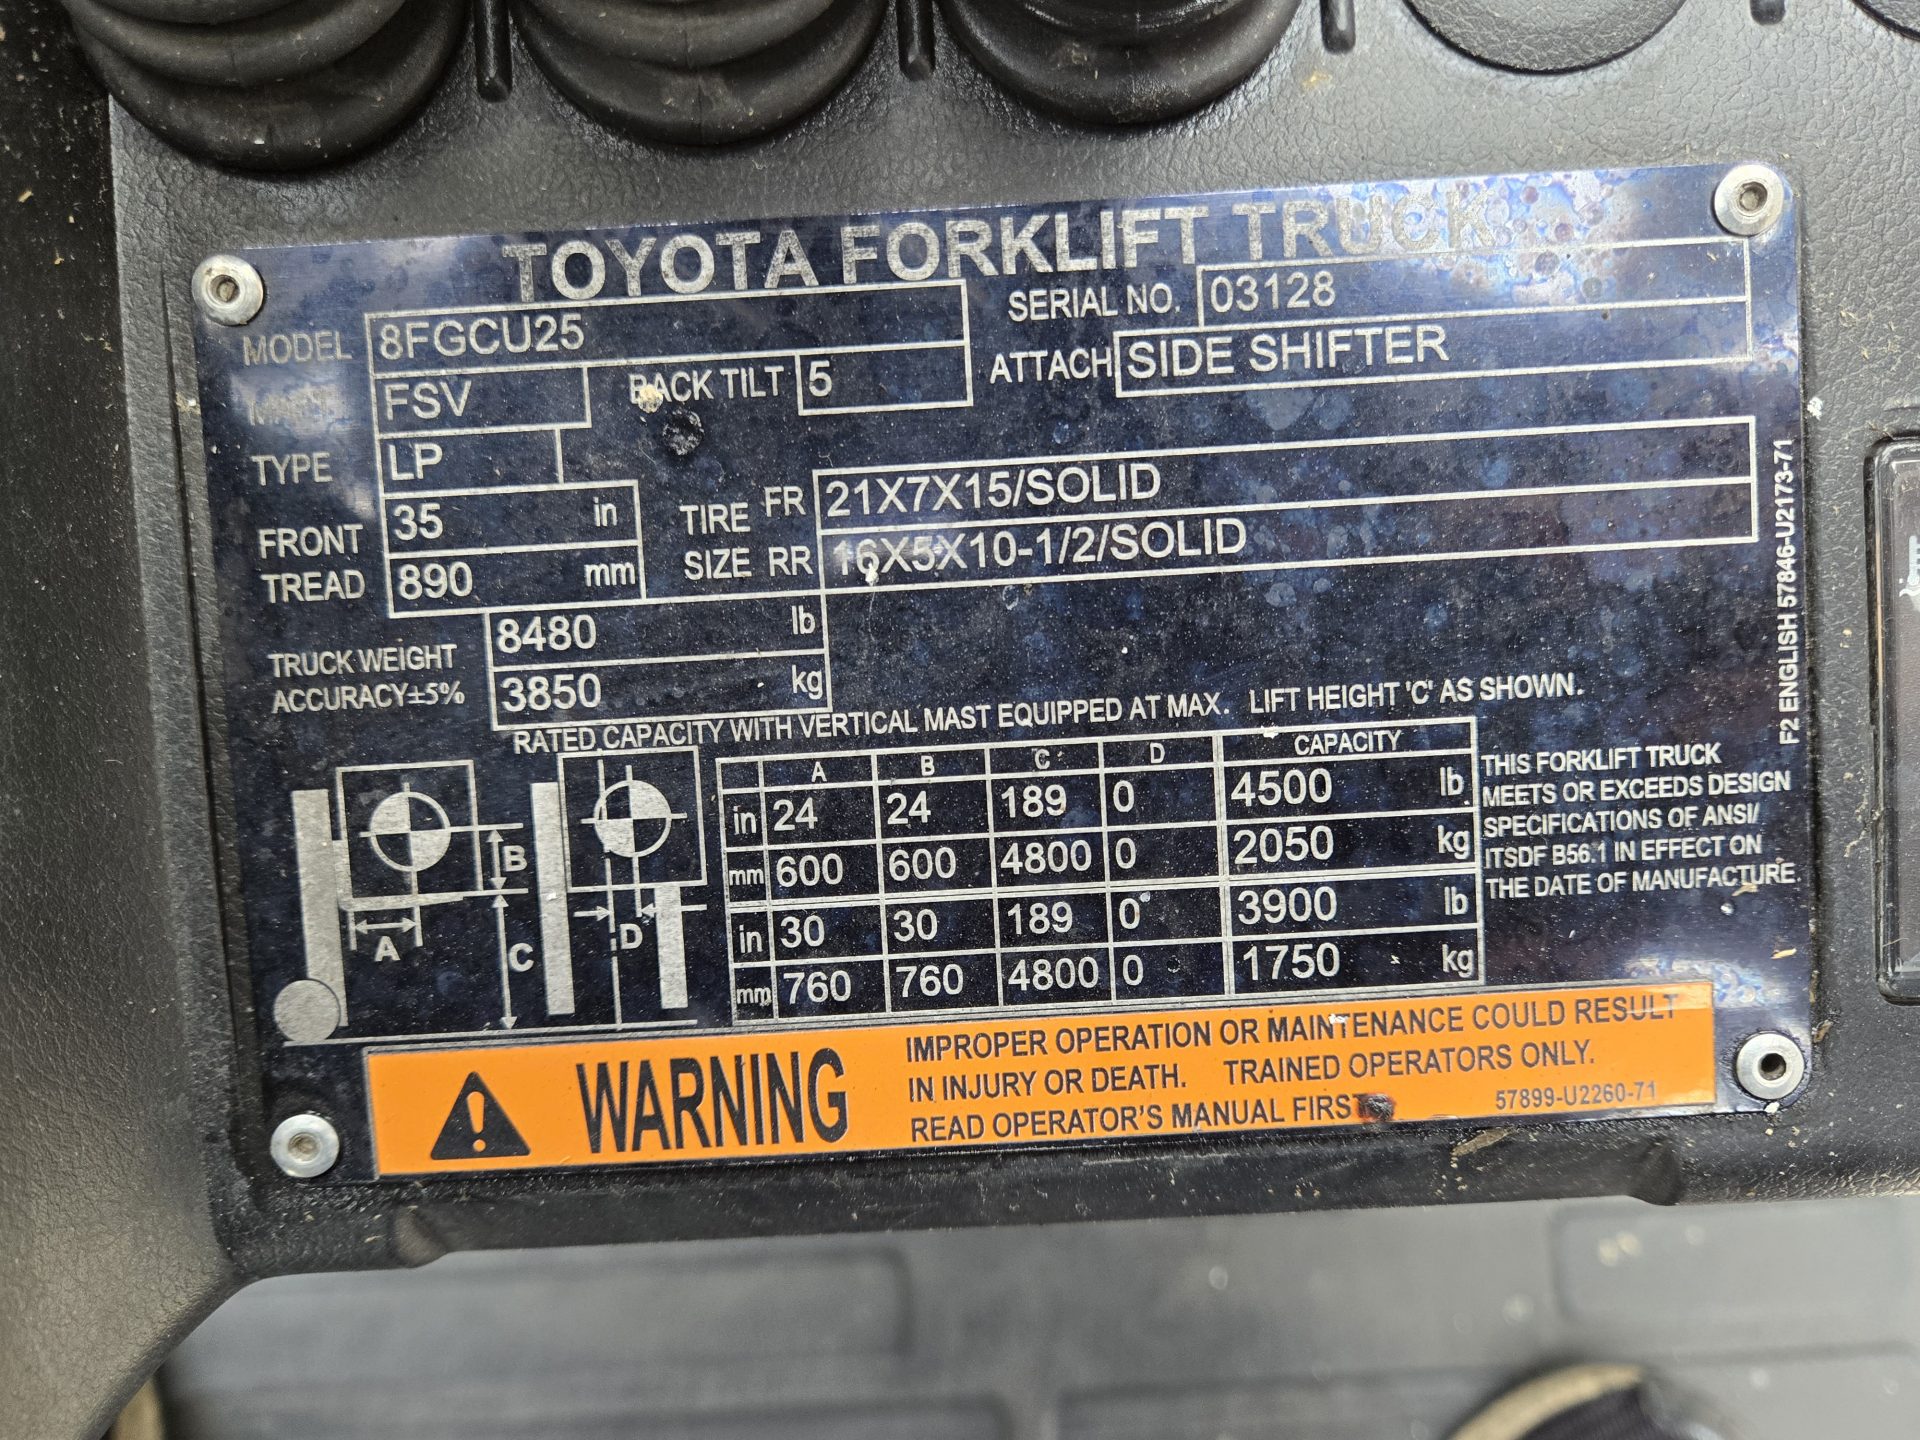 TOYOTA FORKLIFT TRUCK
MODEL 8FGCU25 SERIAL NO. 03128
MAST FSV BACK TILT 5 ATTACH SIDE SHIFTER
TYPE LP
FRONT TREAD 35 in TIRE SIZE FR 21X7X15/SOLID
890 mm RR 16X5X10-1/2/SOLID
TRUCK WEIGHT 8480 lb
ACCURACY±5% 3850 kg
RATED CAPACITY WITH VERTICAL MAST EQUIPPED AT MAX. LIFT HEIGHT 'C' AS SHOWN.
A B C D CAPACITY
in 24 24 189 0 4500 lb
mm 600 600 4800 0 2050 kg
in 30 30 189 0 3900 lb
mm 760 760 4800 0 1750 kg
A B C D
THIS FORKLIFT TRUCK
MEETS OR EXCEEDS DESIGN
SPECIFICATIONS OF ANSI/
ITSDF B56.1 IN EFFECT ON
THE DATE OF MANUFACTURE.
F2 ENGLISH 57846-U2173-71
WARNING
IMPROPER OPERATION OR MAINTENANCE COULD RESULT
IN INJURY OR DEATH. TRAINED OPERATORS ONLY.
READ OPERATOR'S MANUAL FIRST
57899-U2260-71